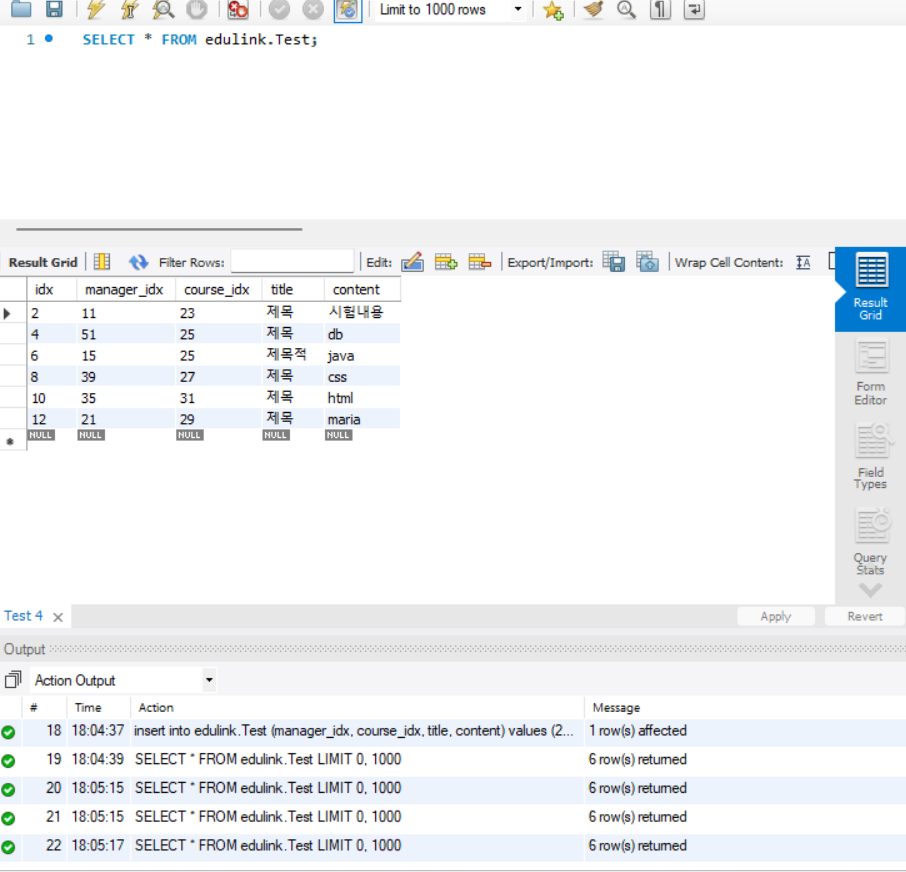 Limit to 1000 rows
1 SELECT * FROM edulink.Test;
Result Grid Filter Rows: Edit: Export/Import: Wrap Cell Content:
idx manager_idx course_idx title content
2 11 23 제목 시험내용
4 51 25 제목 db
6 15 25 제목적 java
8 39 27 제목 css
10 35 31 제목 html
12 21 29 제목 maria
NULL NULL NULL NULL NULL
Result
Grid
Form
Editor
Field
Types
Query
Stats
Test 4 Apply Revert
Output
Action Output
# Time Action Message
18 18:04:37 insert into edulink.Test (manager_idx, course_idx, title, content) values (2... 1 row(s) affected
19 18:04:39 SELECT * FROM edulink.Test LIMIT 0, 1000 6 row(s) returned
20 18:05:15 SELECT * FROM edulink.Test LIMIT 0, 1000 6 row(s) returned
21 18:05:15 SELECT * FROM edulink.Test LIMIT 0, 1000 6 row(s) returned
22 18:05:17 SELECT * FROM edulink.Test LIMIT 0, 1000 6 row(s) returned